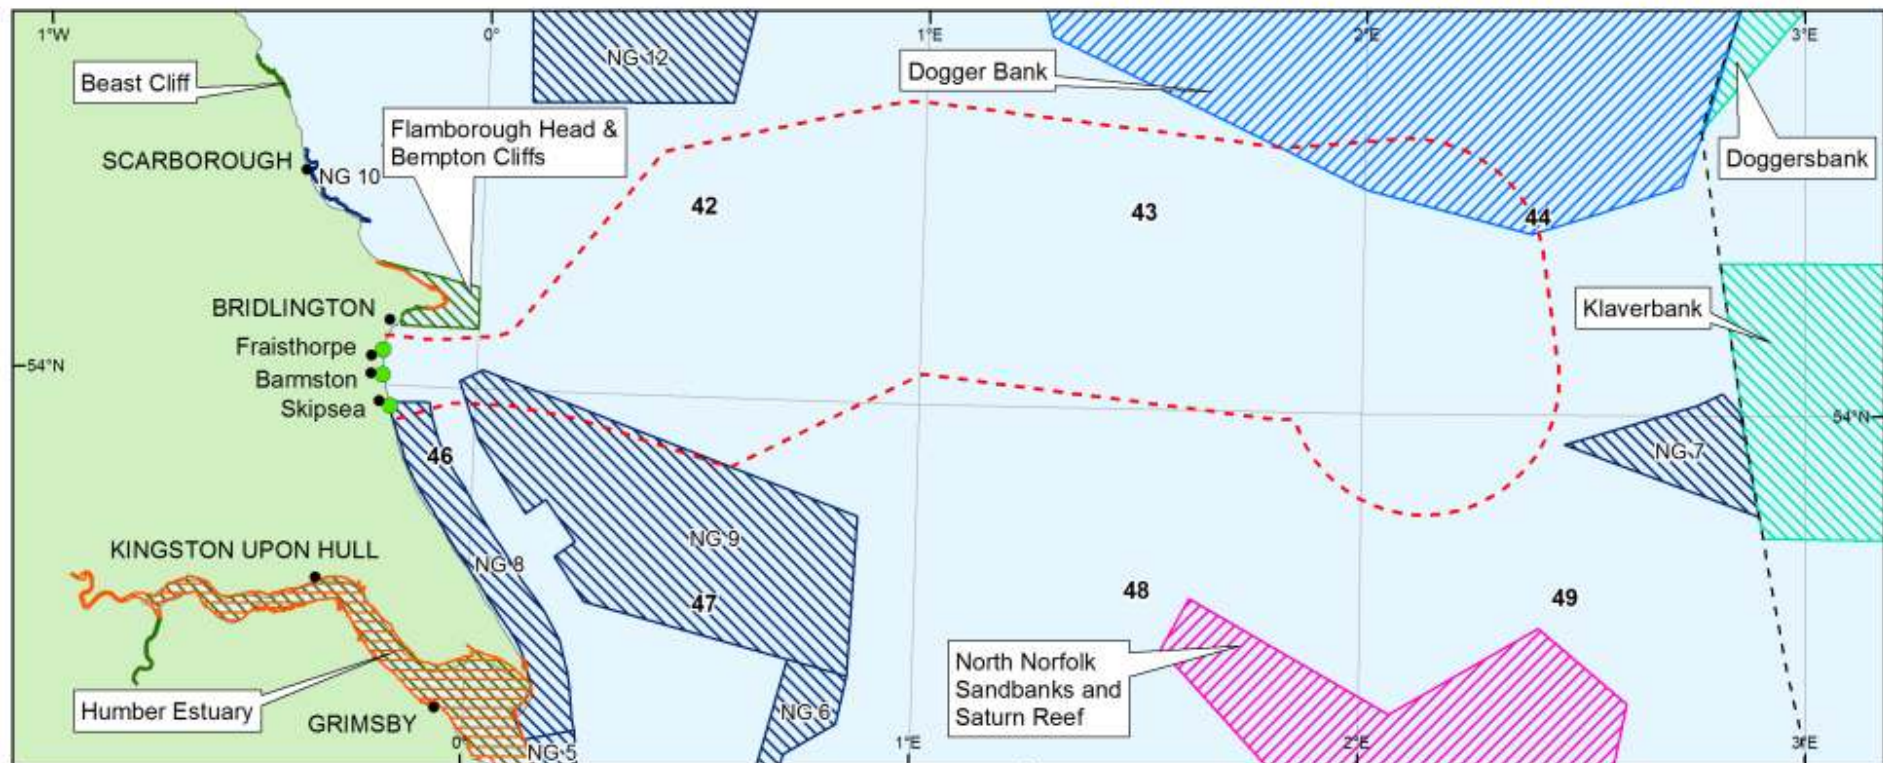 1°W
0°
1°E
2°E
3°E
NG 12
Dogger Bank
Beast Cliff
Flamborough Head &
Bempton Cliffs
SCARBOROUGH
NG 10
Doggersbank
42
43
44
BRIDLINGTON
Klaverbank
Fraisthorpe
54°N
Barmston
Skipsea
54°N
46
NG 7
NG 9
KINGSTON UPON HULL
NG 8
47
48
49
North Norfolk
Sandbanks and
Saturn Reef
Humber Estuary
GRIMSBY
NG 6
0°
NG 5
1°E
2°E
3°E